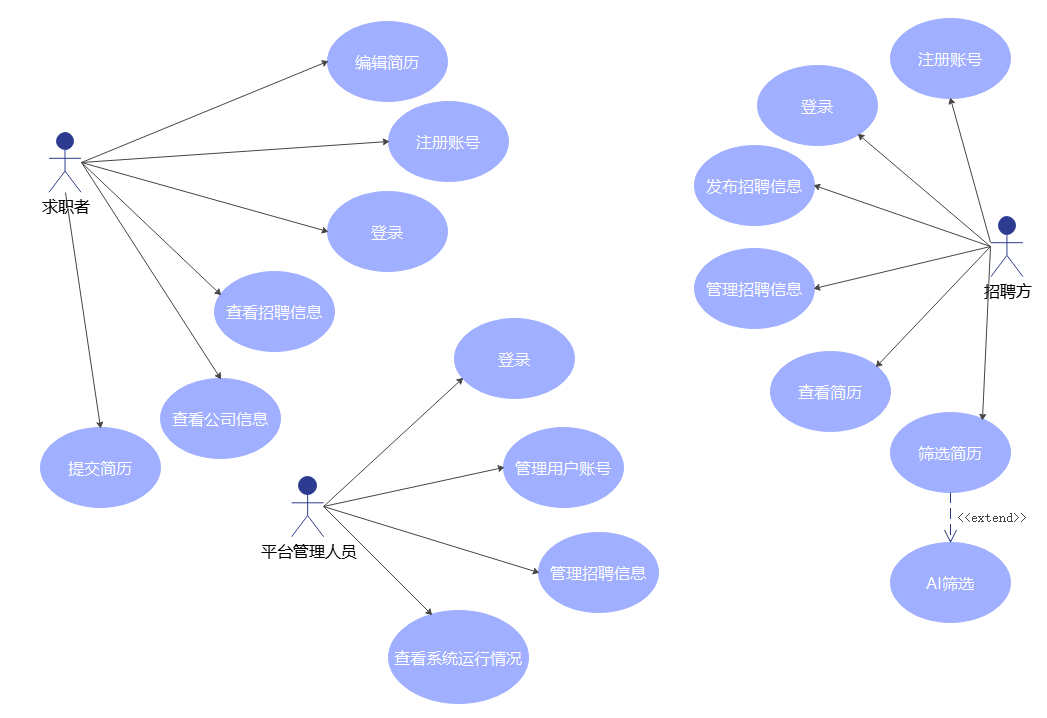 编辑简历
注册账号
求职者
登录
查看招聘信息
查看公司信息
提交简历
登录
管理用户账号
平台管理人员
管理招聘信息
查看系统运行情况
注册账号
登录
发布招聘信息
管理招聘信息
招聘方
查看简历
筛选简历
<<extend>>
AI筛选